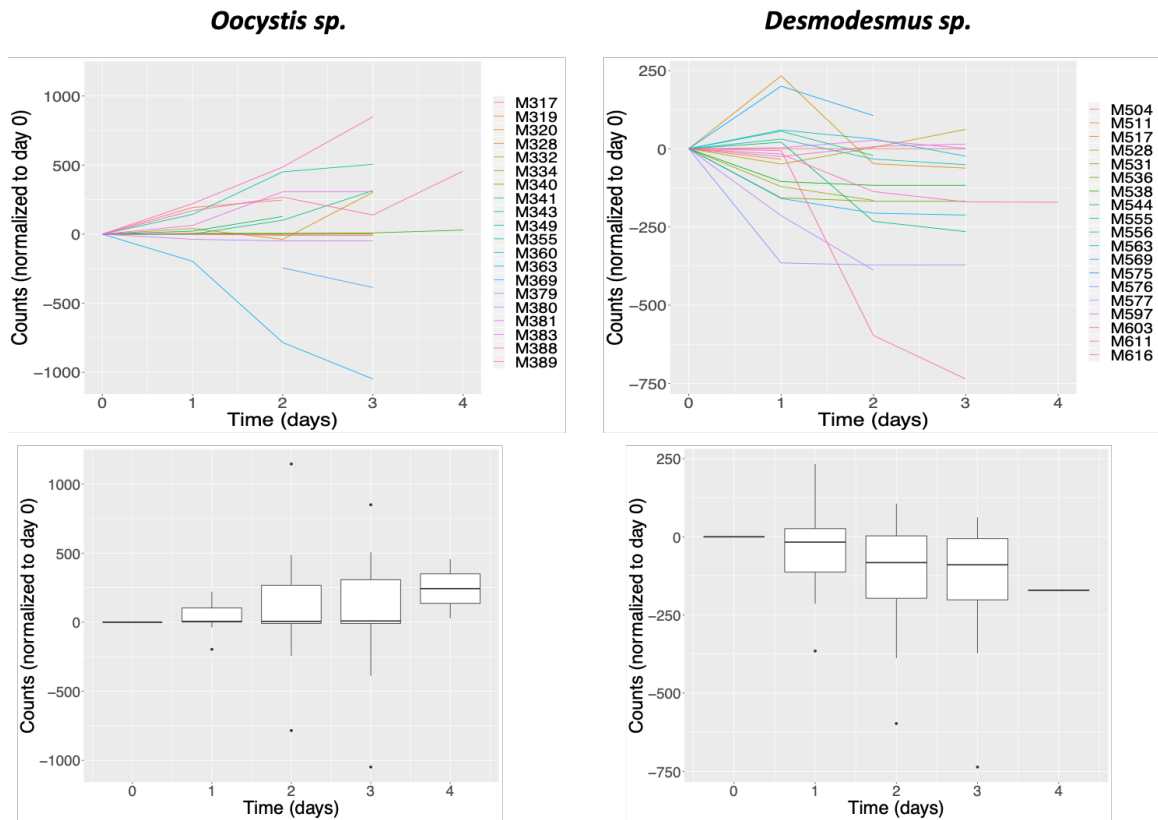 Oocystis sp.
Desmodesmus sp.
Counts (normalized to day 0)
1000
500
0
−500
−1000
0 1 2 3 4
Time (days)
M317
M319
M320
M328
M332
M334
M340
M341
M343
M349
M355
M360
M363
M369
M379
M380
M381
M383
M388
M389
Counts (normalized to day 0)
250
0
−250
−500
−750
0 1 2 3 4
Time (days)
M504
M511
M517
M528
M531
M536
M538
M544
M555
M556
M563
M569
M575
M576
M577
M597
M603
M611
M616
Counts (normalized to day 0)
1000
500
0
−500
−1000
0 1 2 3 4
Time (days)
Counts (normalized to day 0)
250
0
−250
−500
−750
0 1 2 3 4
Time (days)